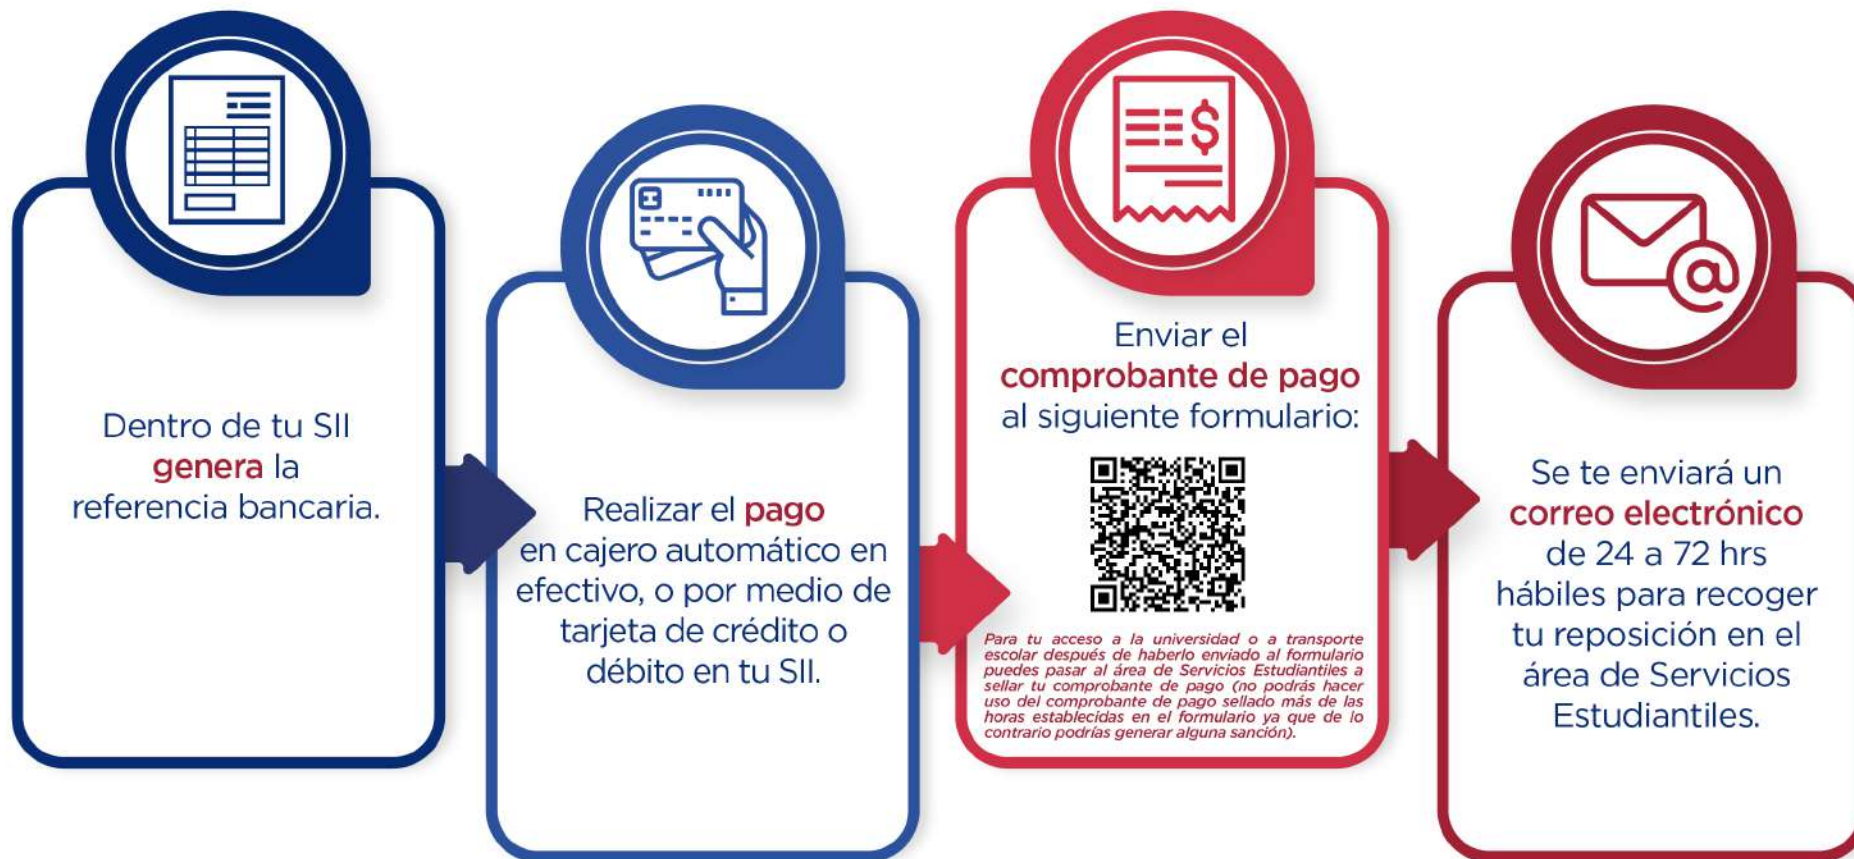 Dentro de tu SII
genera la
referencia bancaria.
Realizar el pago
en cajero automático en
efectivo, o por medio de
tarjeta de crédito o
débito en tu SII.
Enviar el
comprobante de pago
al siguiente formulario:
Para tu acceso a la universidad o a transporte
escolar después de haberlo enviado al formulario
puedes pasar al área de Servicios Estudiantiles a
sellar tu comprobante de pago (no podrás hacer
uso del comprobante de pago sellado más de las
horas establecidas en el formulario ya que de lo
contrario podrías generar alguna sanción).
Se te enviará un
correo electrónico
de 24 a 72 hrs
hábiles para recoger
tu reposición en el
área de Servicios
Estudiantiles.